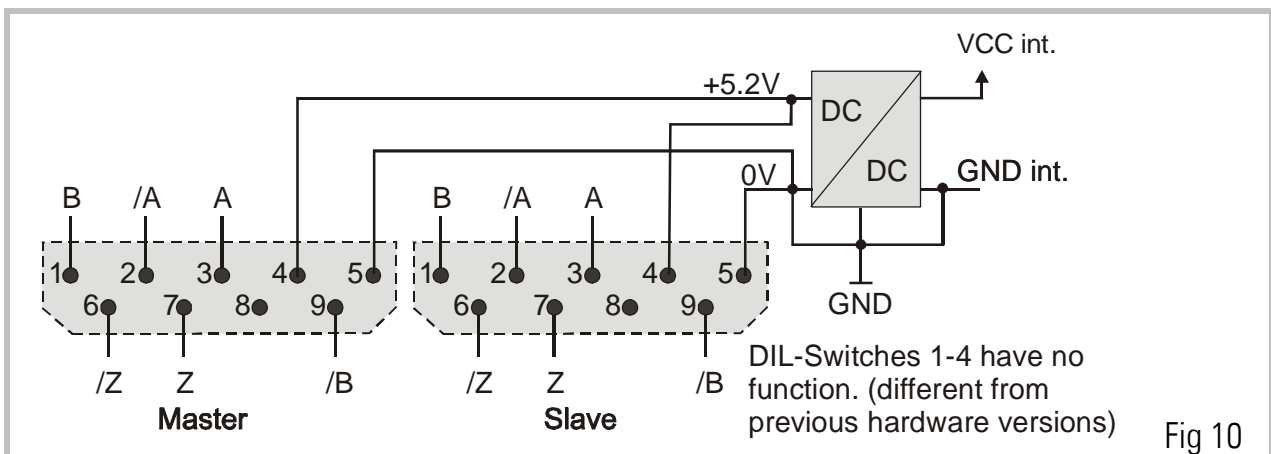 VCC int.
+5.2V
DC
0V
DC
GND int.
B /A A
B /A A
1 2 3 4 5
6 7 8 9
1 2 3 4 5
6 7 8 9
GND
/Z Z /B
Master
/Z Z /B
Slave
DIL-Switches 1-4 have no
function. (different from
previous hardware versions)
Fig 10